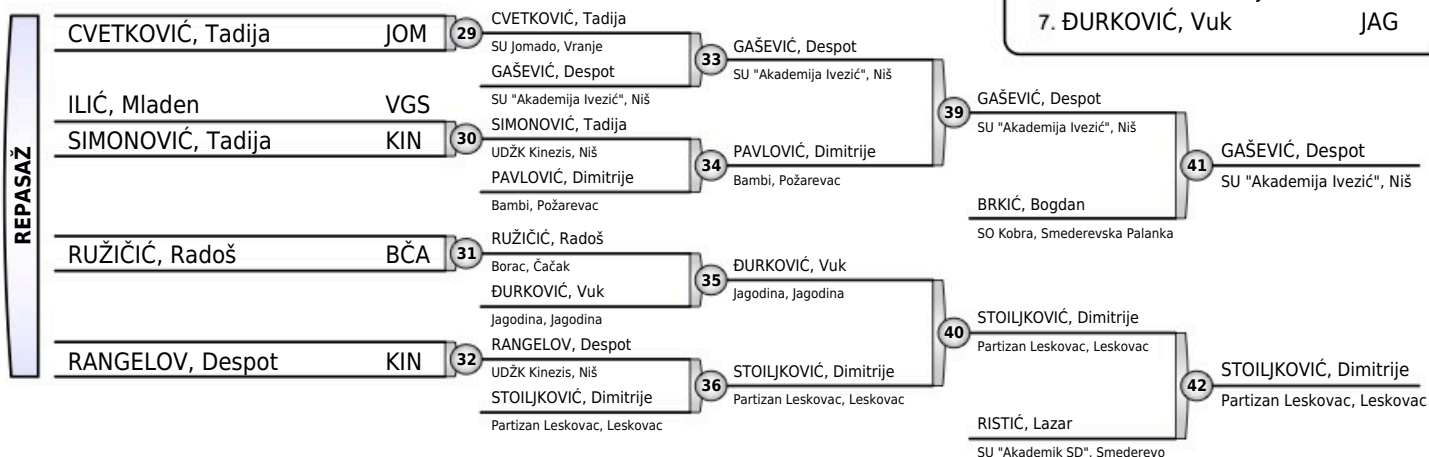 7. ĐURKOVIĆ, Vuk JAG
REPASAŽ
CVETKOVIĆ, Tadija JOM
29
ILIĆ, Mladen VGS
SIMONOVIĆ, Tadija KIN
30
RUŽIČIĆ, Radoš BČA
31
RANGELOV, Despot KIN
32
CVETKOVIĆ, Tadija
SU Jomado, Vranje
GAŠEVIĆ, Despot
SU "Akademija Ivezić", Niš
33
SIMONOVIĆ, Tadija
UDŽK Kinezis, Niš
PAVLOVIĆ, Dimitrije
Bambi, Požarevac
34
RUŽIČIĆ, Radoš
Borac, Čačak
ĐURKOVIĆ, Vuk
Jagodina, Jagodina
35
RANGELOV, Despot
UDŽK Kinezis, Niš
STOILJKOVIĆ, Dimitrije
Partizan Leskovac, Leskovac
36
GAŠEVIĆ, Despot
SU "Akademija Ivezić", Niš
39
PAVLOVIĆ, Dimitrije
Bambi, Požarevac
ĐURKOVIĆ, Vuk
Jagodina, Jagodina
40
STOILJKOVIĆ, Dimitrije
Partizan Leskovac, Leskovac
GAŠEVIĆ, Despot
SU "Akademija Ivezić", Niš
41
BRKIĆ, Bogdan
SO Kobra, Smederevska Palanka
STOILJKOVIĆ, Dimitrije
Partizan Leskovac, Leskovac
42
RISTIĆ, Lazar
SU "Akademik SD", Smederevo
GAŠEVIĆ, Despot
SU "Akademija Ivezić", Niš
STOILJKOVIĆ, Dimitrije
Partizan Leskovac, Leskovac